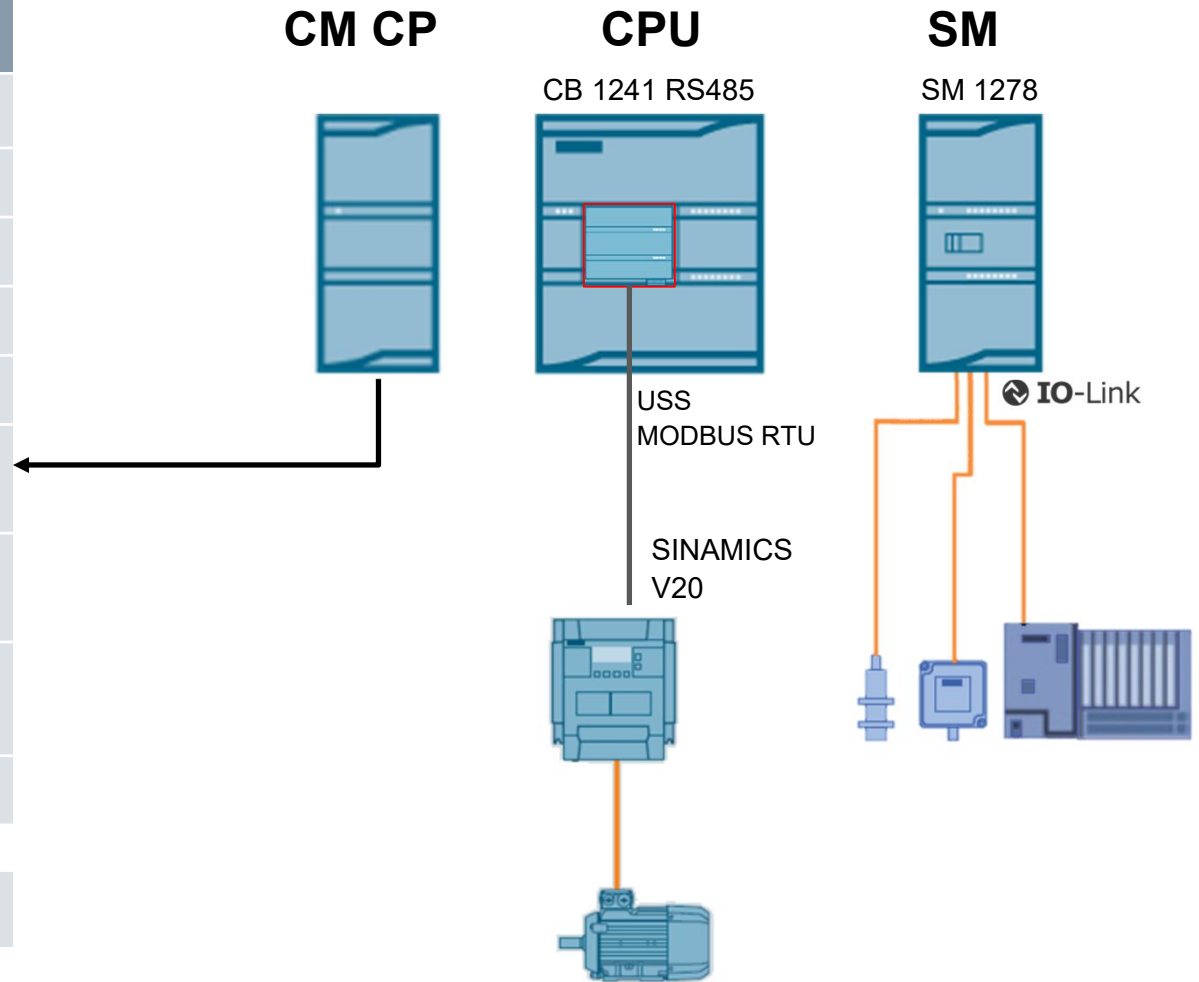 CM CP
CPU
SM
CB 1241 RS485
SM 1278
IO-Link
USS
MODBUS RTU
SINAMICS
V20